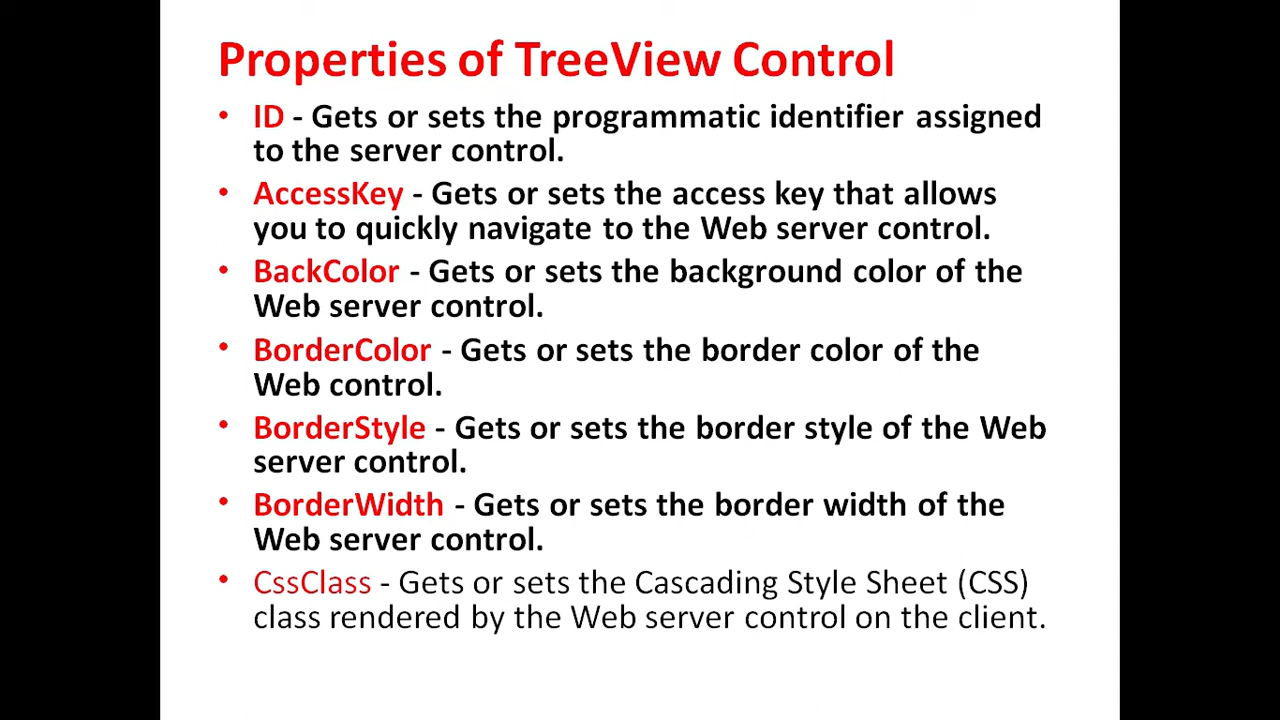 Properties of TreeView Control
• ID - Gets or sets the programmatic identifier assigned
to the server control.
• AccessKey - Gets or sets the access key that allows
you to quickly navigate to the Web server control.
• BackColor - Gets or sets the background color of the
Web server control.
• BorderColor - Gets or sets the border color of the
Web control.
• BorderStyle - Gets or sets the border style of the Web
server control.
• BorderWidth - Gets or sets the border width of the
Web server control.
• CssClass - Gets or sets the Cascading Style Sheet (CSS)
class rendered by the Web server control on the client.